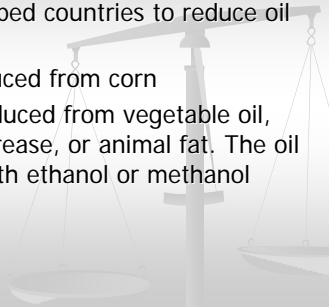 ped countries to reduce oil
uced from corn
duced from vegetable oil,
rease, or animal fat. The oil
th ethanol or methanol